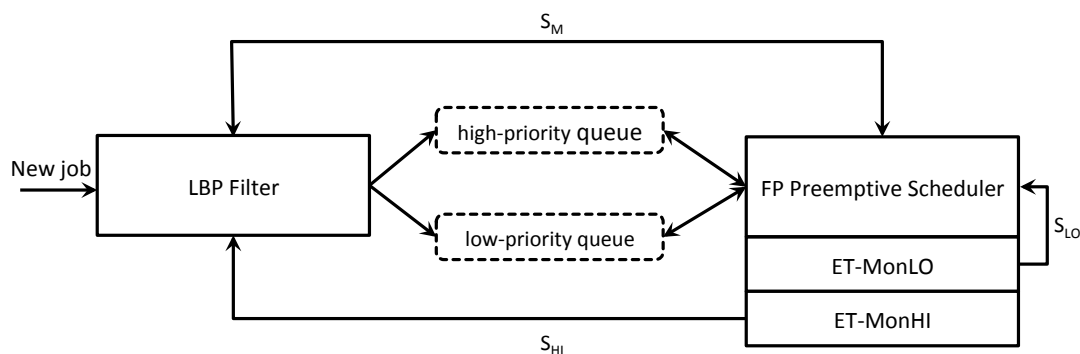 S_M
high-priority queue
New job
LBP Filter
FP Preemptive Scheduler
low-priority queue
S_LO
ET-MonLO
ET-MonHI
S_HI